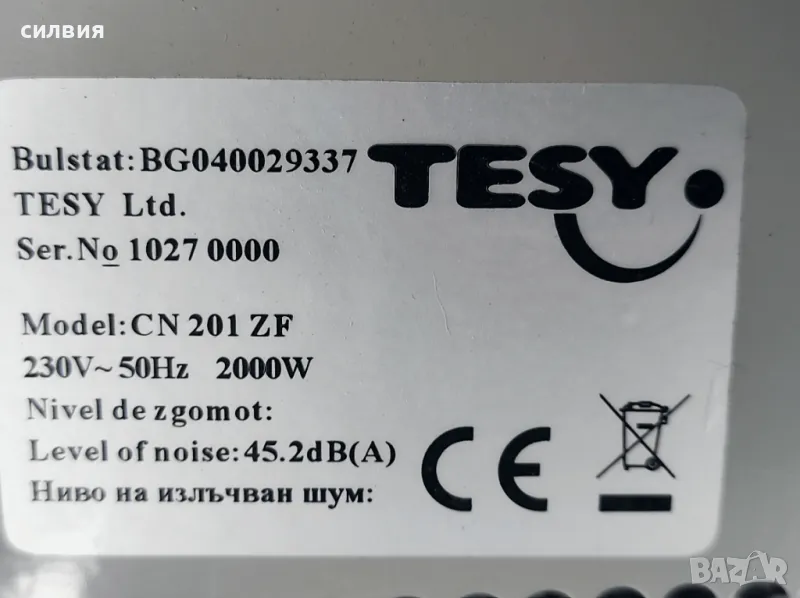 силвия
Bulstat:BG040029337
TESY
TESY Ltd.
Ser.No 1027 0000
Model:CN 201 ZF
230V~50Hz 2000W
Nivel de zgomot:
Level of noise:45.2dB(A)
Ниво на излъчван шум:
CE
BAZAR